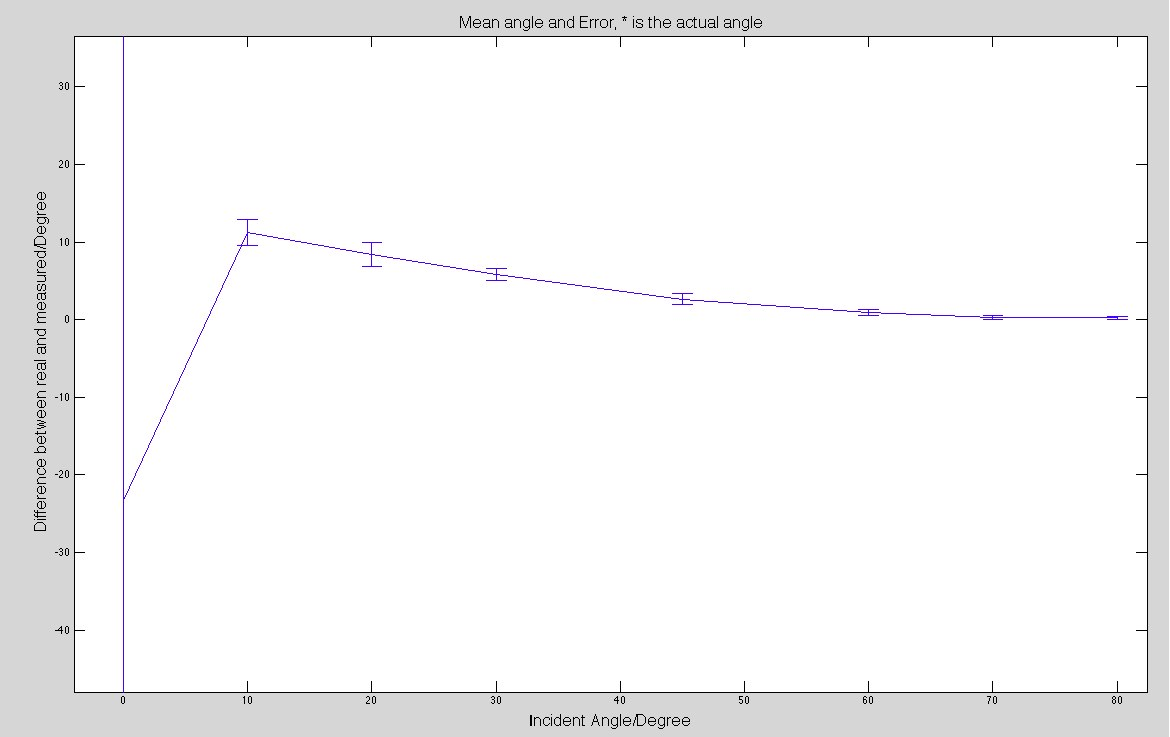 Mean angle and Error, * is the actual angle
Difference between real and measured/Degree
30
20
10
0
-10
-20
-30
-40
0 10 20 30 40 50 60 70 80
Incident Angle/Degree